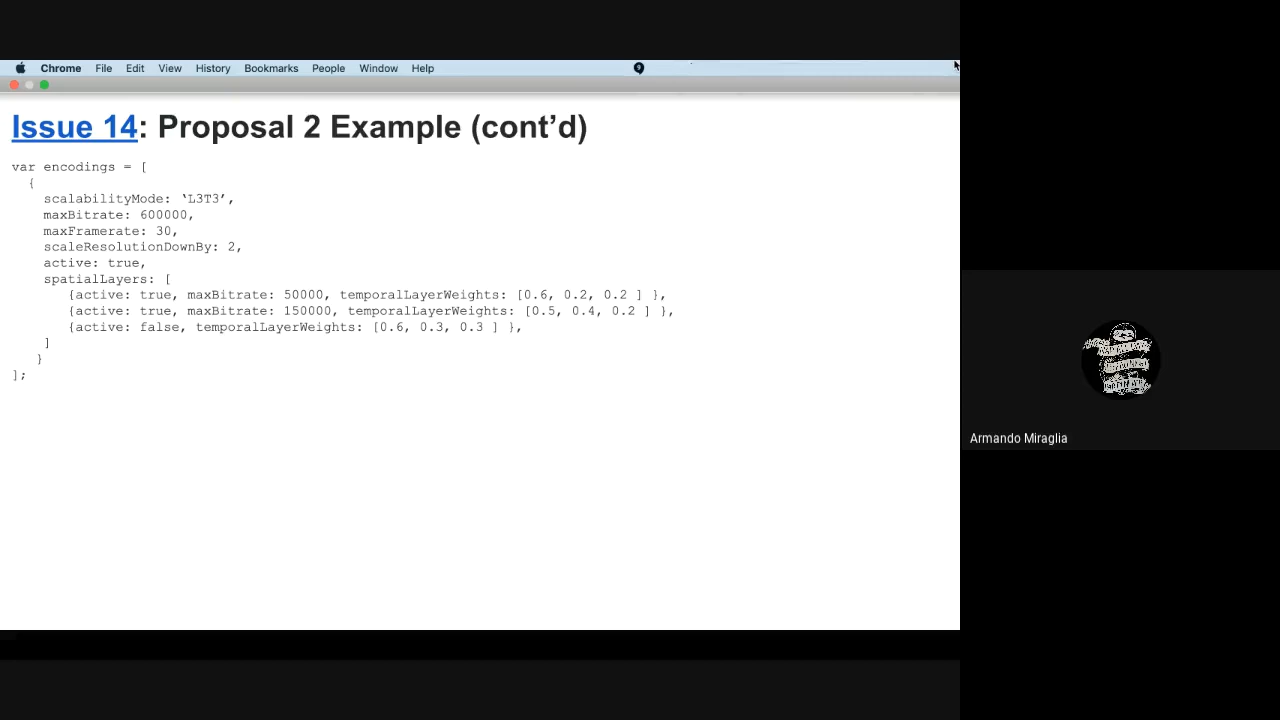 Chrome File Edit View History Bookmarks People Window Help
Issue 14: Proposal 2 Example (cont’d)
var encodings = [
{
scalabilityMode: ‘L3T3’,
maxBitrate: 600000,
maxFramerate: 30,
scaleResolutionDownBy: 2,
active: true,
spatialLayers: [
{active: true, maxBitrate: 50000, temporalLayerWeights: [0.6, 0.2, 0.2 ] },
{active: true, maxBitrate: 150000, temporalLayerWeights: [0.5, 0.4, 0.2 ] },
{active: false, temporalLayerWeights: [0.6, 0.3, 0.3 ] },
]
}
];
Armando Miraglia